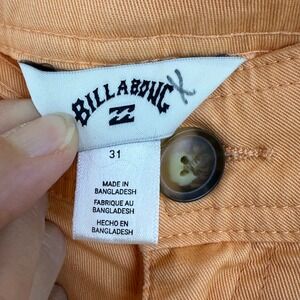 BILLABONG
31
MADE IN
BANGLADESH
FABRIQUE AU
BANGLADESH
HECHO EN
BANGLADESH